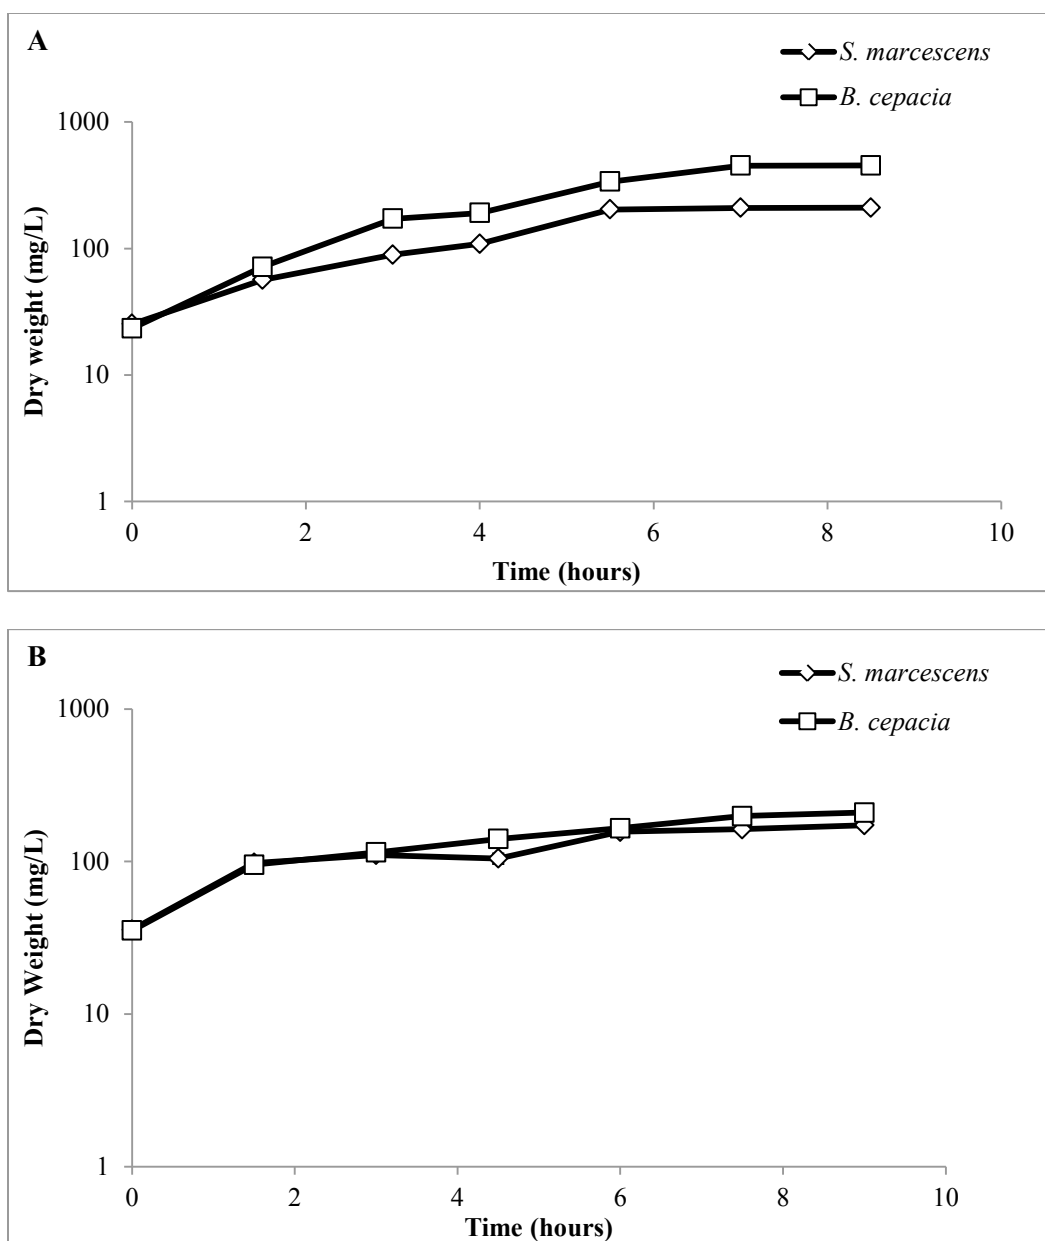 A
S. marcescens
B. cepacia
1000
100
10
1
Dry weight (mg/L)
0 2 4 6 8 10
Time (hours)
B
S. marcescens
B. cepacia
1000
100
10
1
Dry Weight (mg/L)
0 2 4 6 8 10
Time (hours)